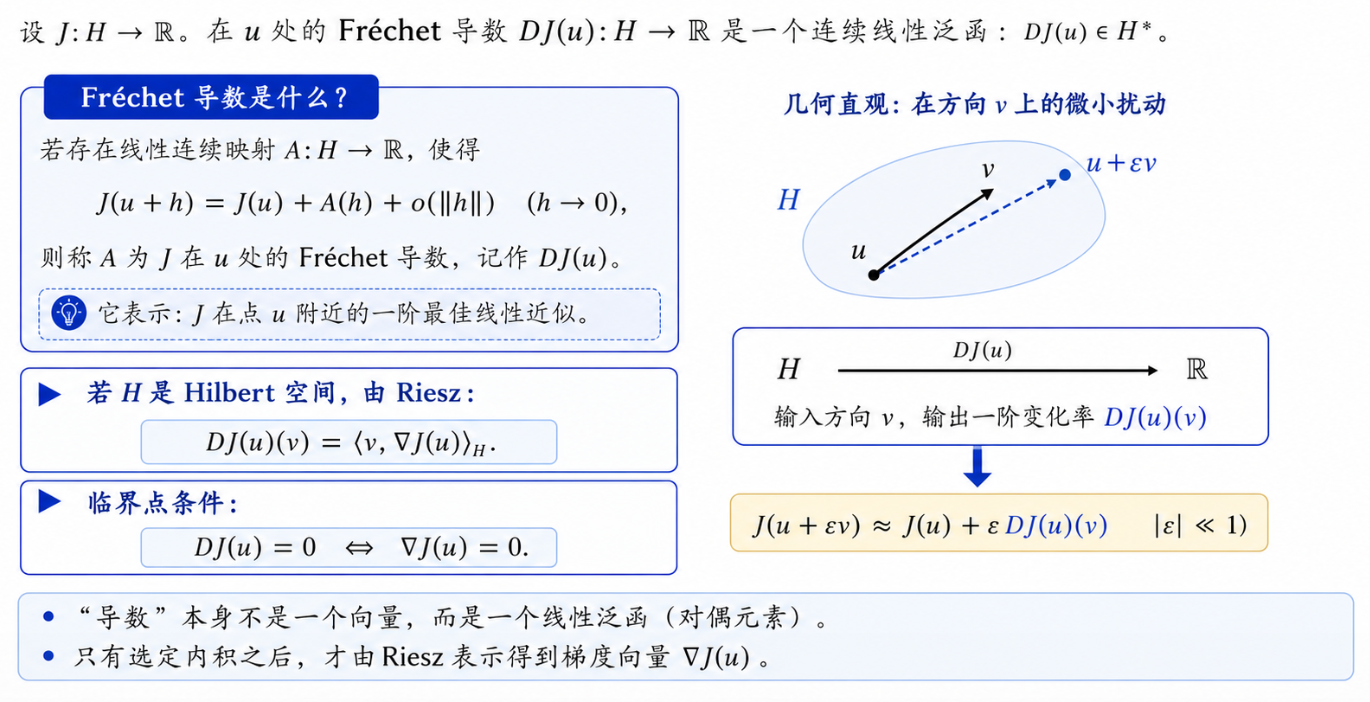 设 J: H → ℝ。在 u 处的 Fréchet 导数 DJ(u): H → ℝ 是一个连续线性泛函：DJ(u) ∈ H*。
Fréchet 导数是什么？
若存在线性连续映射 A: H → ℝ，使得
J(u + h) = J(u) + A(h) + o(‖h‖) (h → 0),
则称 A 为 J 在 u 处的 Fréchet 导数，记作 DJ(u)。
它表示: J 在点 u 附近的一阶最佳线性近似。
▶ 若 H 是 Hilbert 空间，由 Riesz：
DJ(u)(v) = ⟨v, ∇J(u)⟩_H.
▶ 临界点条件：
DJ(u) = 0 ⇔ ∇J(u) = 0.
几何直观: 在方向 v 上的微小扰动
H
u
v
u + εv
H
DJ(u)
ℝ
输入方向 v，输出一阶变化率 DJ(u)(v)
J(u + εv) ≈ J(u) + ε DJ(u)(v) |ε| ≪ 1)
• “导数”本身不是一个向量，而是一个线性泛函（对偶元素）。
• 只有选定内积之后，才由 Riesz 表示得到梯度向量 ∇J(u) 。